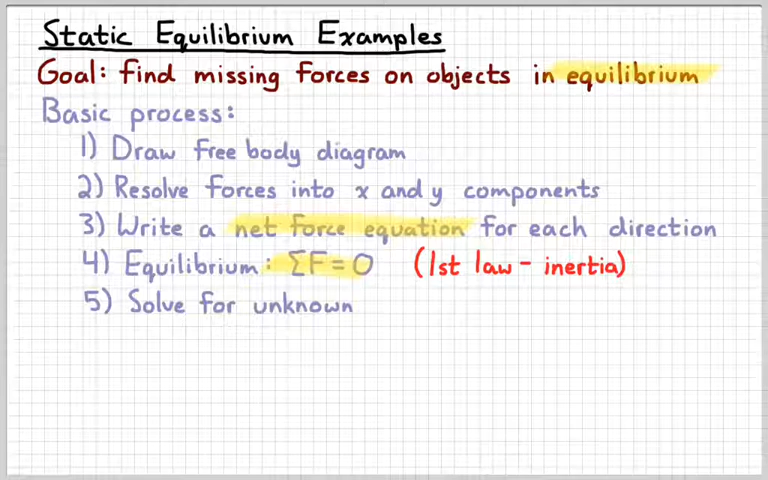 Static Equilibrium Examples
Goal: find missing forces on objects in equilibrium
Basic process:
1) Draw free body diagram
2) Resolve forces into x and y components
3) Write a net force equation for each direction
4) Equilibrium: ΣF = 0 (1st law - inertia)
5) Solve for unknown